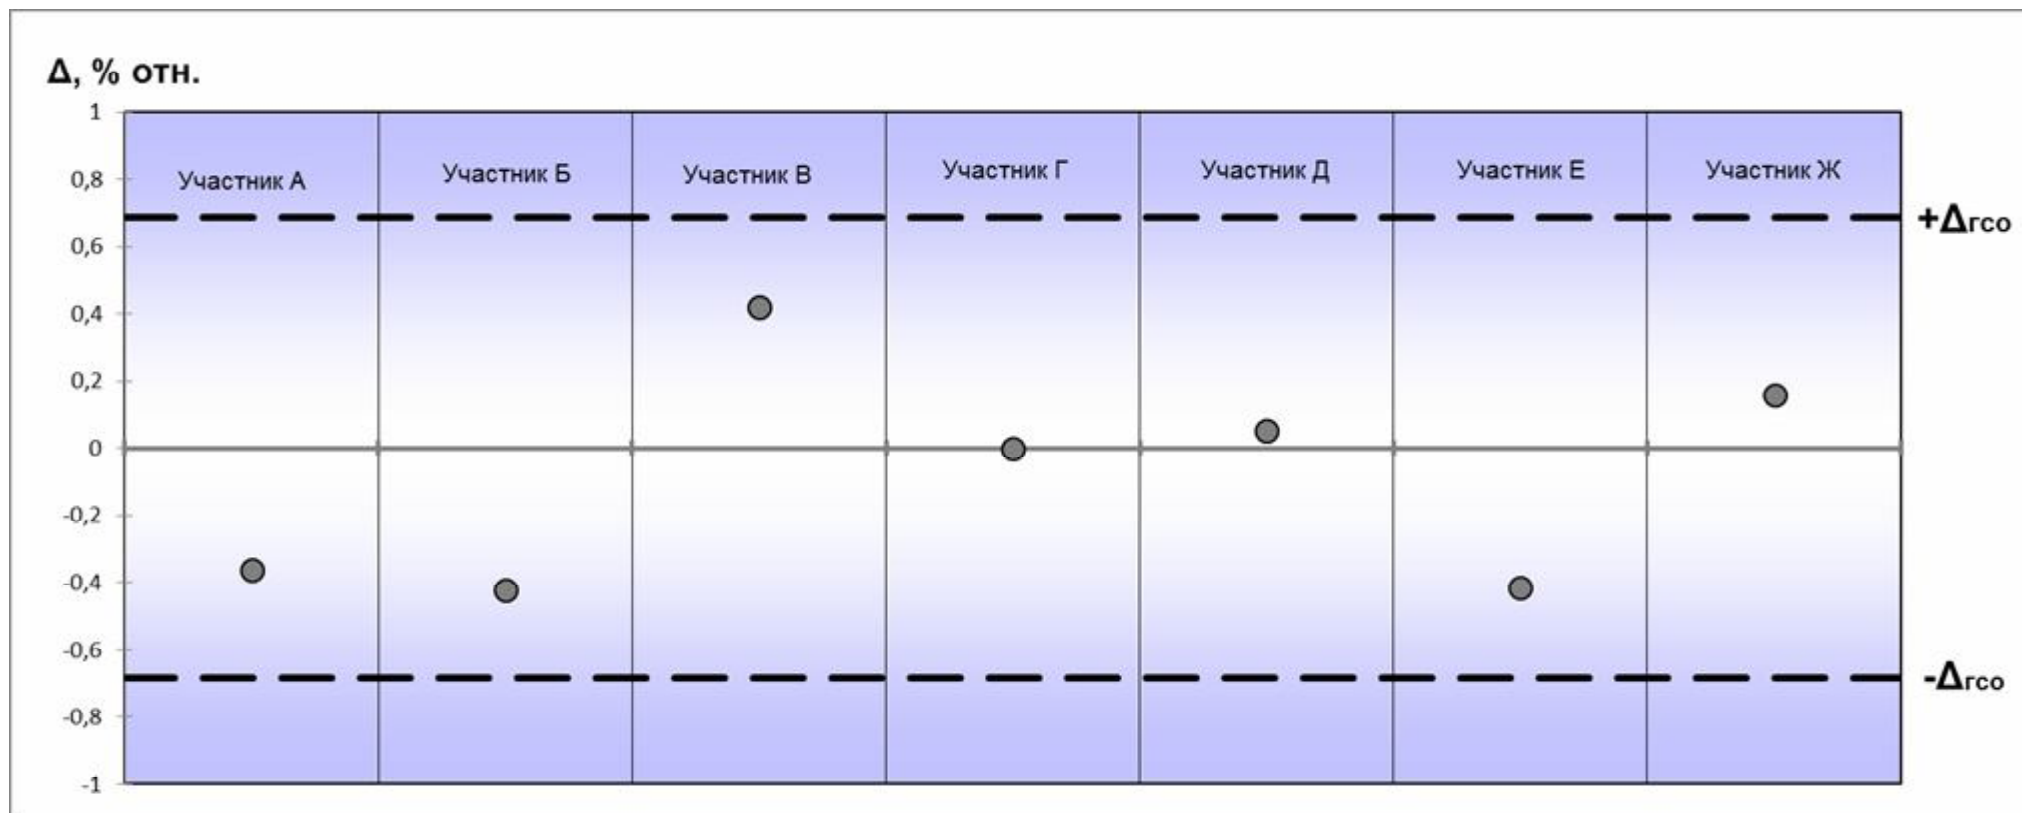 Δ, % отн.
1
Участник А
Участник Б
Участник В
Участник Г
Участник Д
Участник Е
Участник Ж
0,8
+Δгсо
0,6
0,4
0,2
0
-0,2
-0,4
-0,6
-Δгсо
-0,8
-1